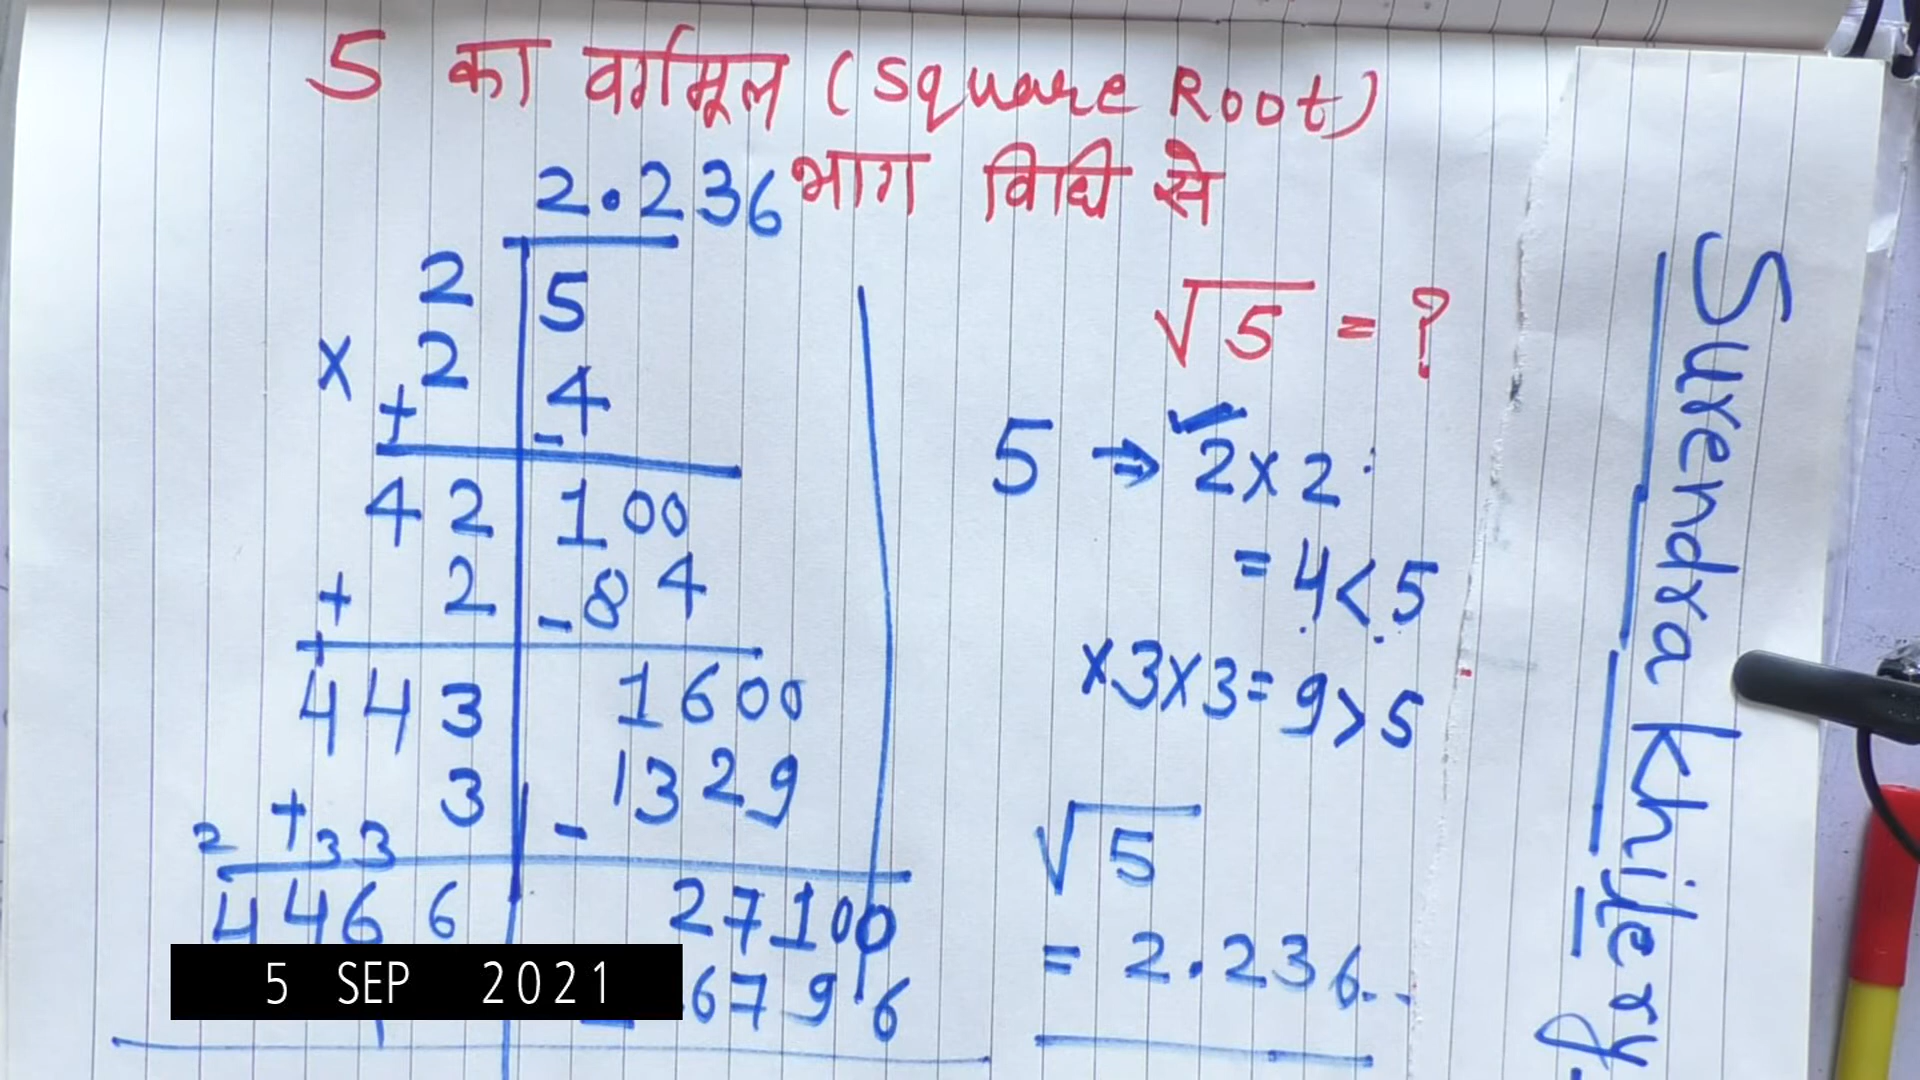 5 का वर्गमूल (Square Root)
भाग विधि से
2.236
2 5
× 2 4
+ -
42 100
+ 2 - 84
+
443 1600
+ 3 - 1329
2 33
4466 27100
- 6796
√5 = ?
5 → 2×2
= 4<5
×3×3=9>5
√5
= 2.236..
Surendra Khilery
5 SEP 2021